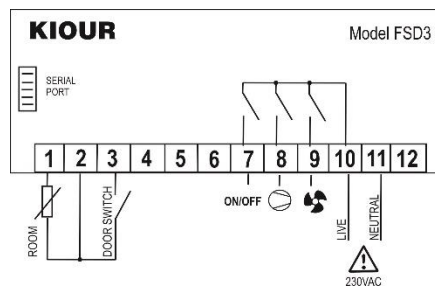 KIOUR
Model FSD3
SERIAL
PORT
1 2 3 4 5 6 7 8 9 10 11 12
ROOM
DOOR SWITCH
ON/OFF
LIVE
NEUTRAL
230VAC